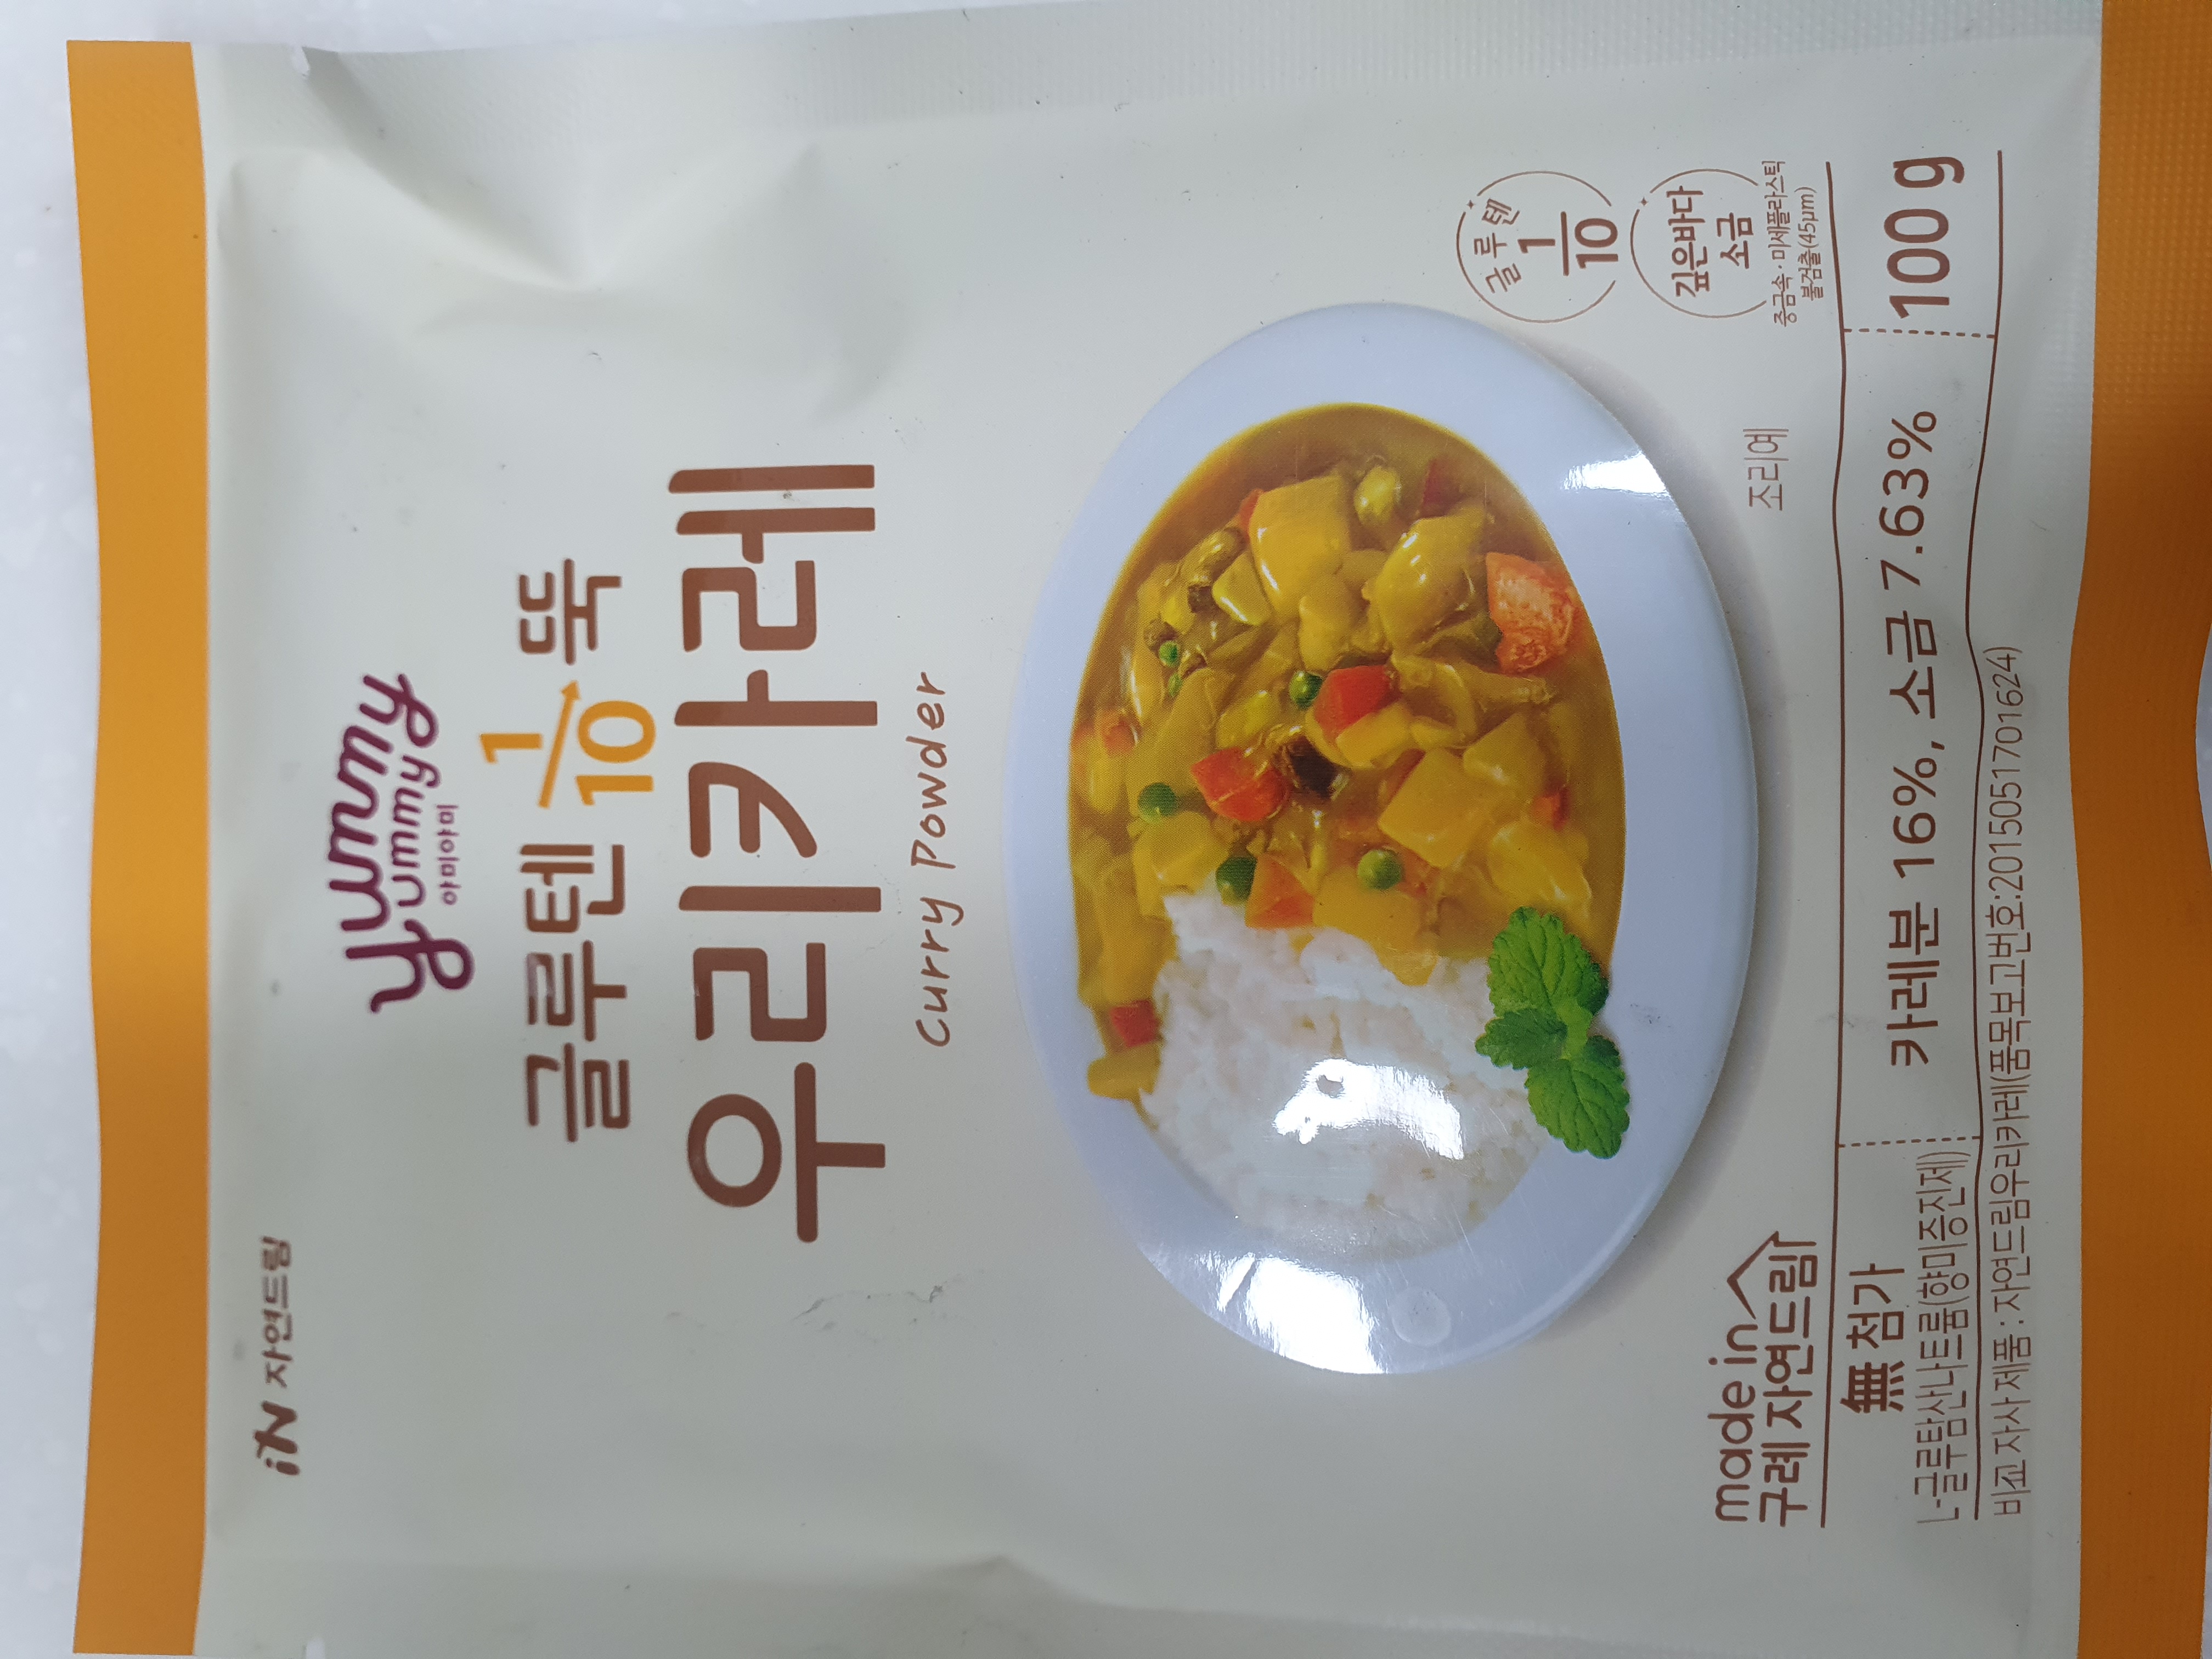 iN 자연드림
yummy
yummy
야미야미
글루텐 1/10 뚝
우리카레
Curry Powder
글루텐
1
10
깊은바다
소금
중금속·미세플라스틱
불검출(45μm)
조리예
made in
구례 자연드림
無 첨가
L-글루탐산나트륨(향미증진제)
카레분 16%, 소금 7.63%
100 g
비교 자사 제품 : 자연드림우리카레(품목보고번호:2015051701624)